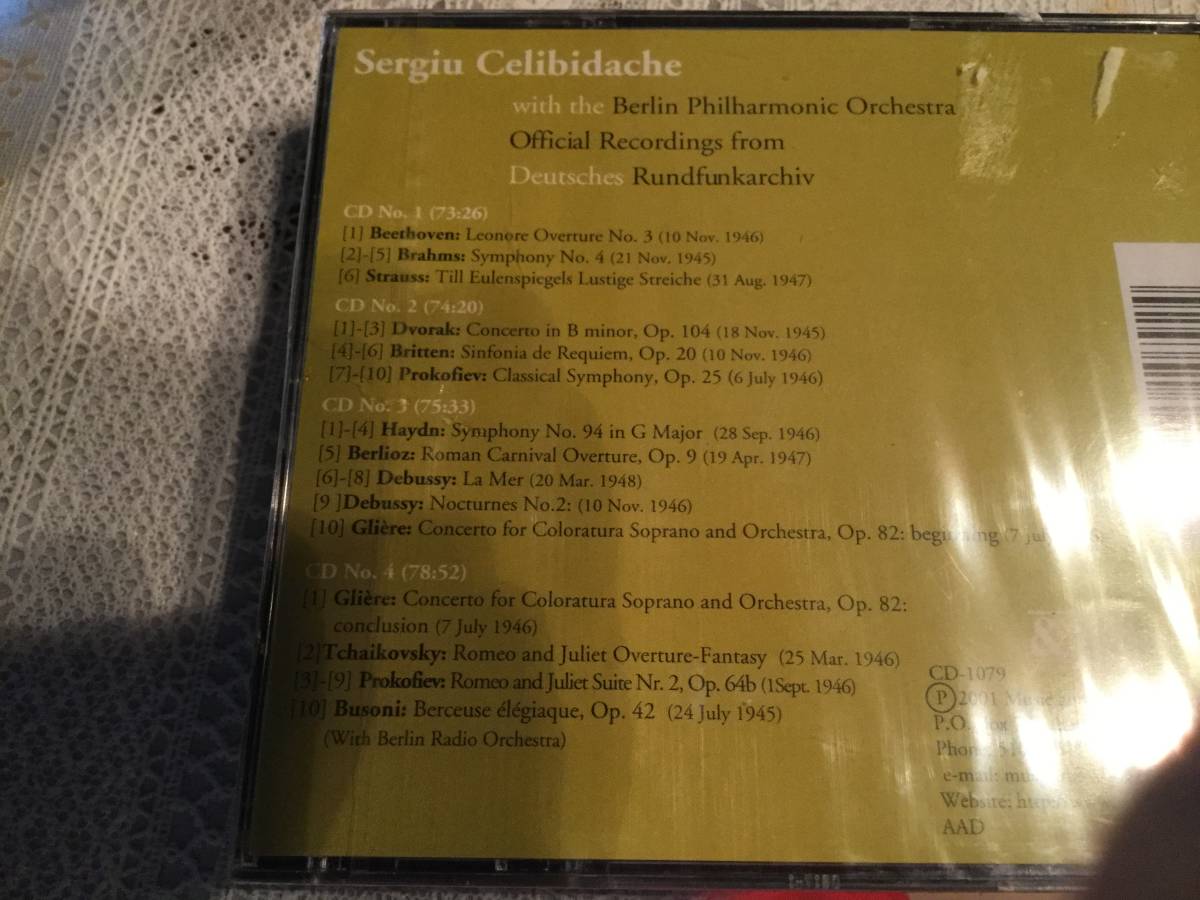 Sergiu Celibidache
with the Berlin Philharmonic Orchestra
Official Recordings from
Deutsches Rundfunkarchiv
CD No. 1 (73:26)
[1] Beethoven: Leonore Overture No. 3 (10 Nov. 1946)
[2]-[5] Brahms: Symphony No. 4 (21 Nov. 1945)
[6] Strauss: Till Eulenspiegels Lustige Streiche (31 Aug. 1947)
CD No. 2 (74:20)
[1]-[3] Dvorak: Concerto in B minor, Op. 104 (18 Nov. 1945)
[4]-[6] Britten: Sinfonia de Requiem, Op. 20 (10 Nov. 1946)
[7]-[10] Prokofiev: Classical Symphony, Op. 25 (6 July 1946)
CD No. 3 (75:33)
[1]-[4] Haydn: Symphony No. 94 in G Major (28 Sep. 1946)
[5] Berlioz: Roman Carnival Overture, Op. 9 (19 Apr. 1947)
[6]-[8] Debussy: La Mer (20 Mar. 1948)
[9 ]Debussy: Nocturnes No.2: (10 Nov. 1946)
[10] Glière: Concerto for Coloratura Soprano and Orchestra, Op. 82: beginning (7
CD No. 4 (78:52)
[1] Glière: Concerto for Coloratura Soprano and Orchestra, Op. 82:
conclusion (7 July 1946)
[2]Tchaikovsky: Romeo and Juliet Overture-Fantasy (25 Mar. 1946)
[3]-[9] Prokofiev: Romeo and Juliet Suite Nr. 2, Op. 64b (1Sept. 1946)
[10] Busoni: Berceuse élégiaque, Op. 42 (24 July 1945)
(With Berlin Radio Orchestra)
&
CD-1079
Ⓟ2001
P.O. Box
e-mail:
Website:
AAD